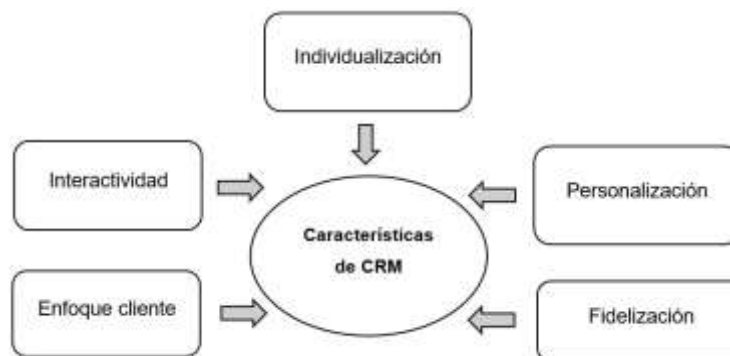 Individualización
Interactividad
Personalización
Características
de CRM
Enfoque cliente
Fidelización